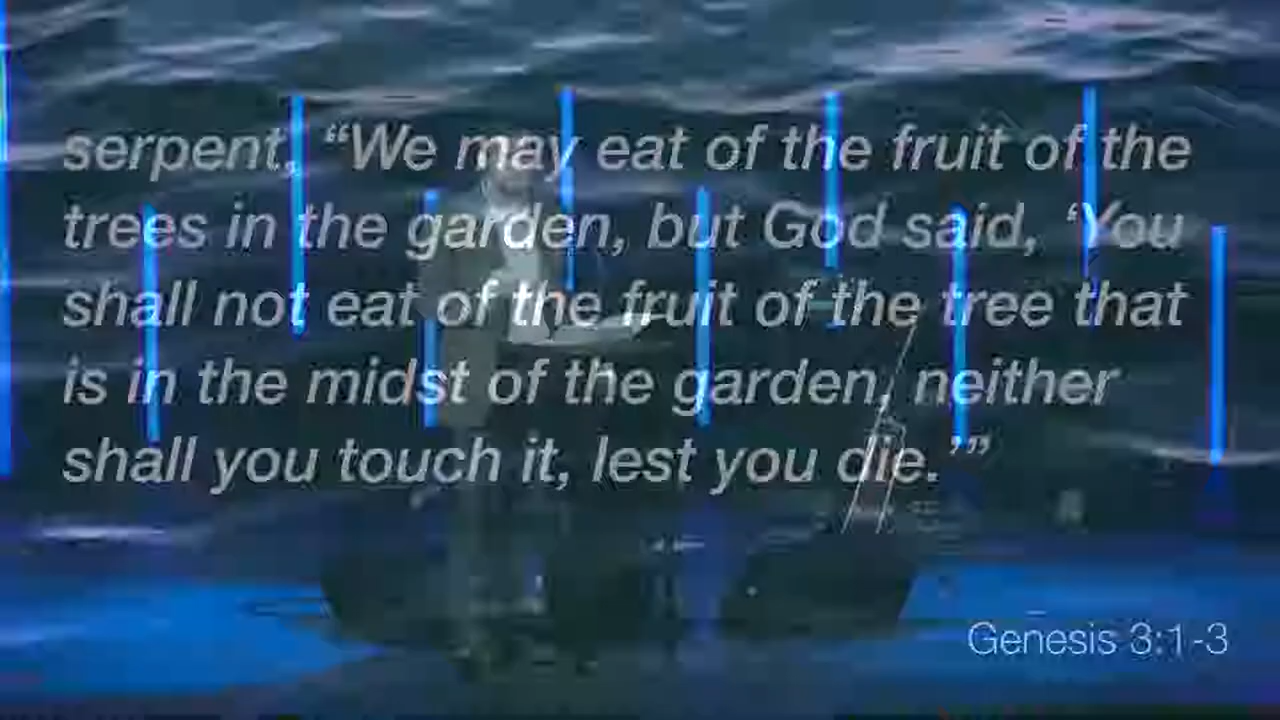 serpent, “We may eat of the fruit of the
trees in the garden, but God said, ‘You
shall not eat of the fruit of the tree that
is in the midst of the garden, neither
shall you touch it, lest you die.’”
Genesis 3:1-3